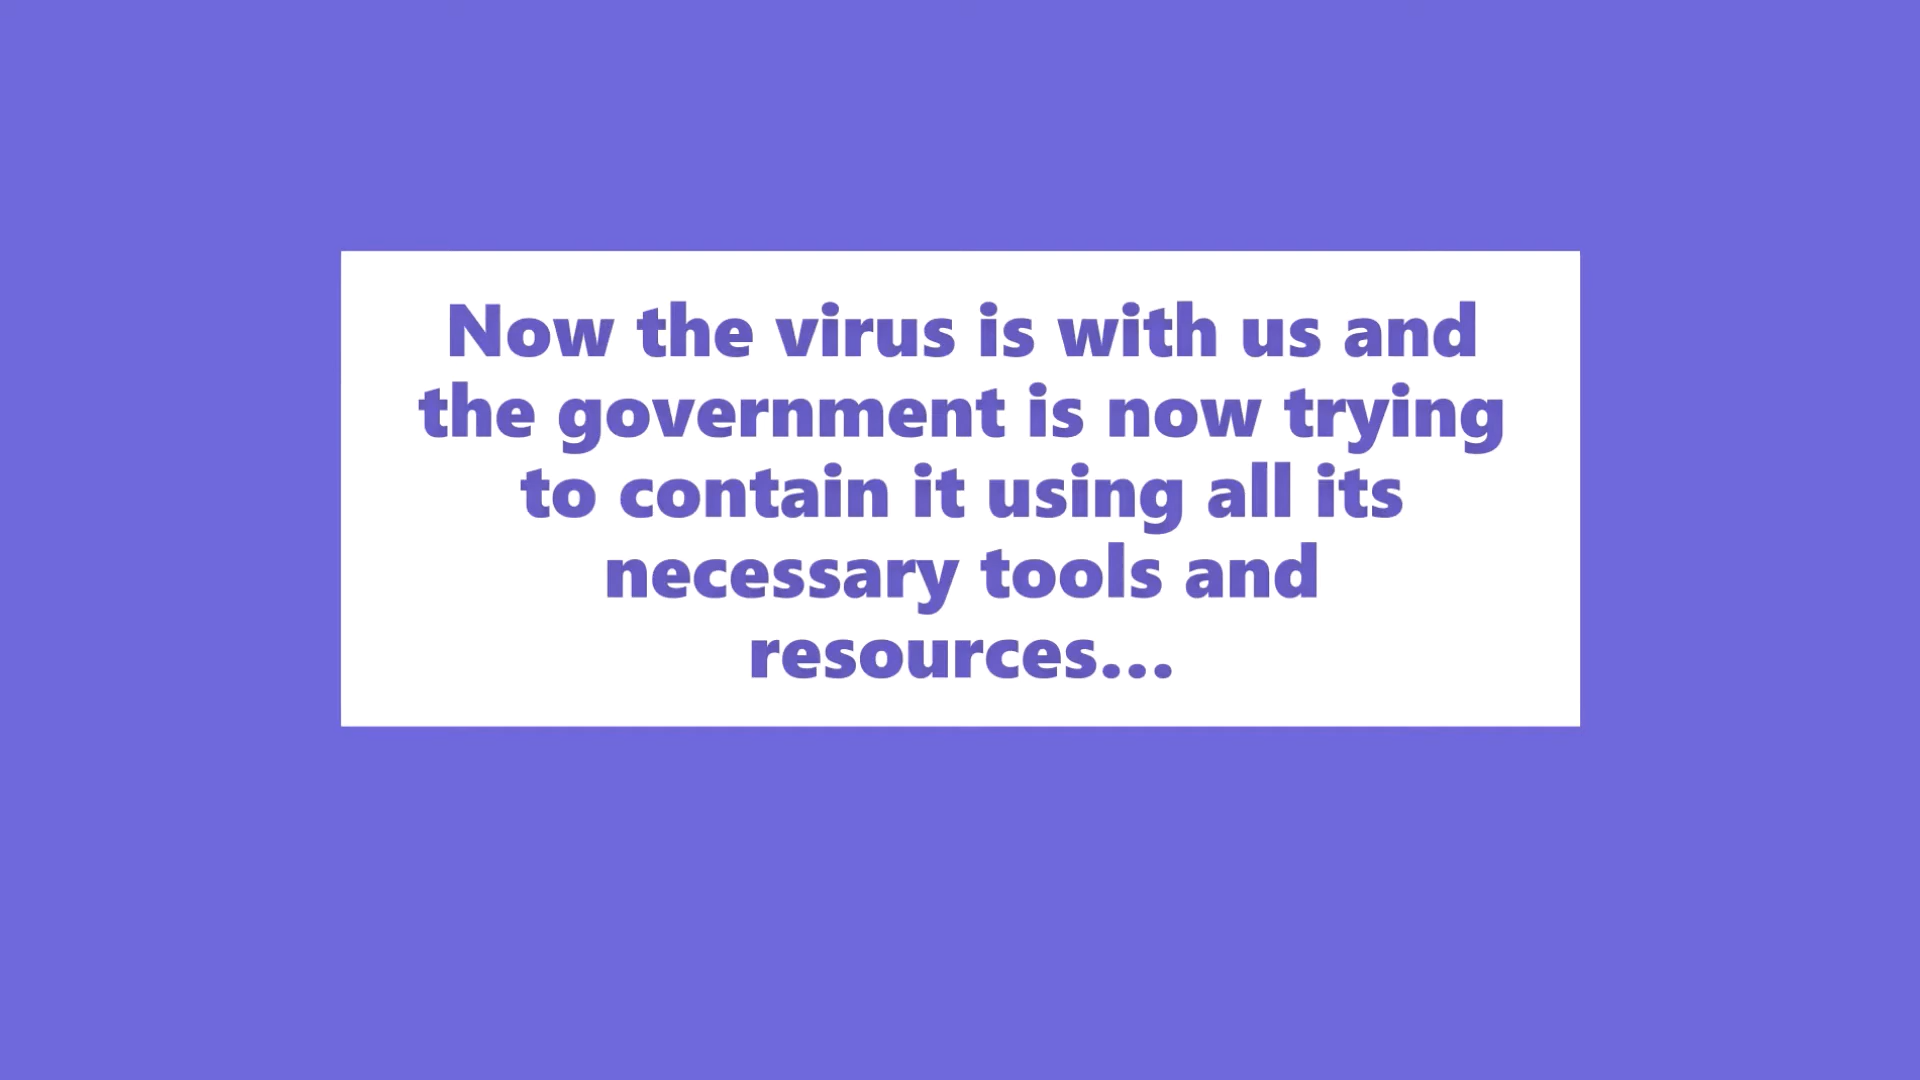 Now the virus is with us and
the government is now trying
to contain it using all its
necessary tools and
resources...